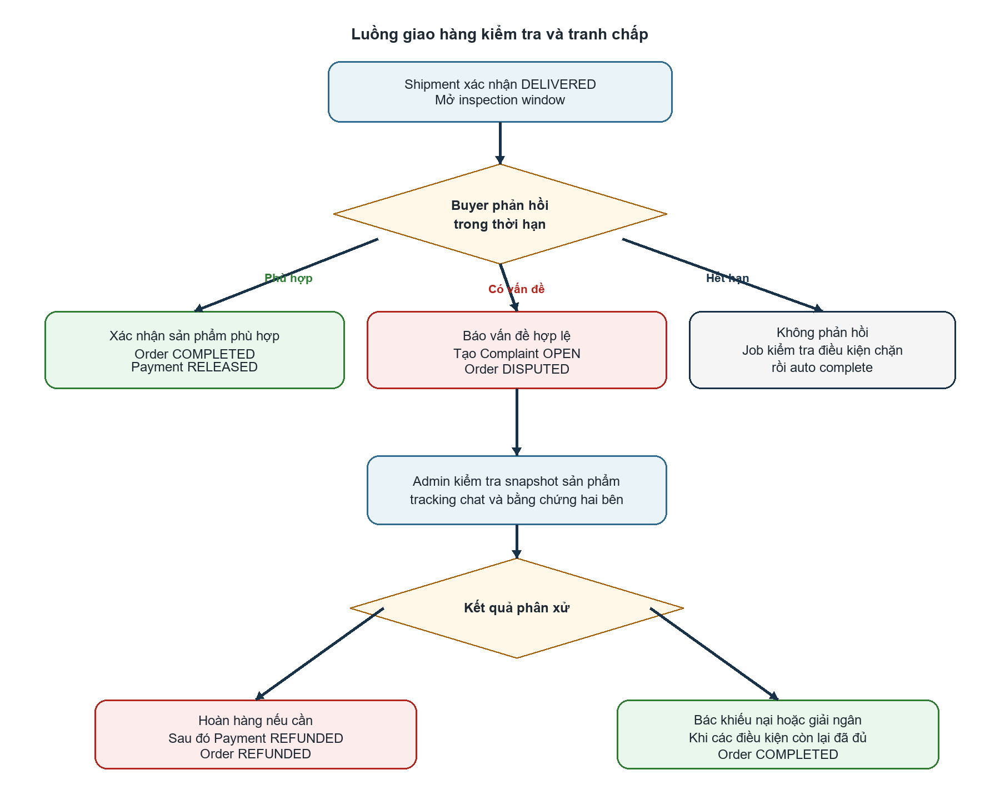 Luồng giao hàng kiểm tra và tranh chấp
Shipment xác nhận DELIVERED
Mở inspection window
Buyer phản hồi
trong thời hạn
Phù hợp
Có vấn đề
Hết hạn
Xác nhận sản phẩm phù hợp
Order COMPLETED
Payment RELEASED
Báo vấn đề hợp lệ
Tạo Complaint OPEN
Order DISPUTED
Không phản hồi
Job kiểm tra điều kiện chặn
rồi auto complete
Admin kiểm tra snapshot sản phẩm
tracking chat và bằng chứng hai bên
Kết quả phân xử
Hoàn hàng nếu cần
Sau đó Payment REFUNDED
Order REFUNDED
Bác khiếu nại hoặc giải ngân
Khi các điều kiện còn lại đã đủ
Order COMPLETED